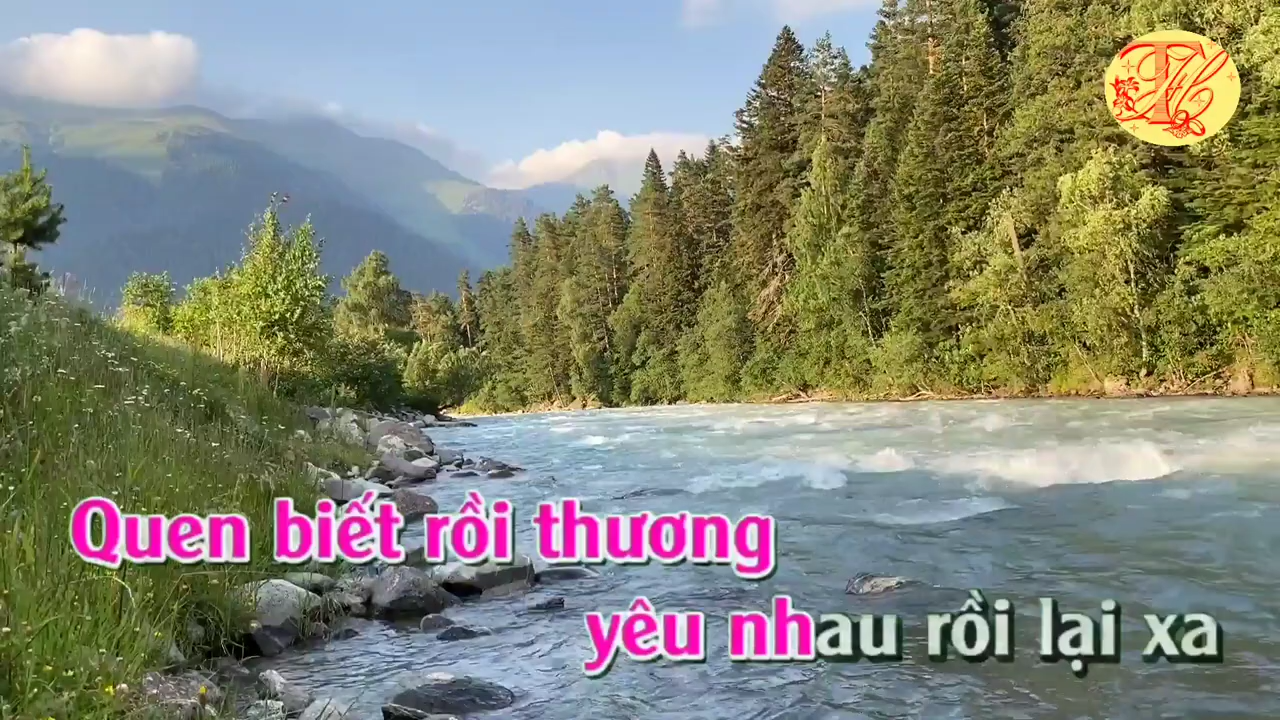 Quen biết rồi thương
yêu nhau rồi lại xa